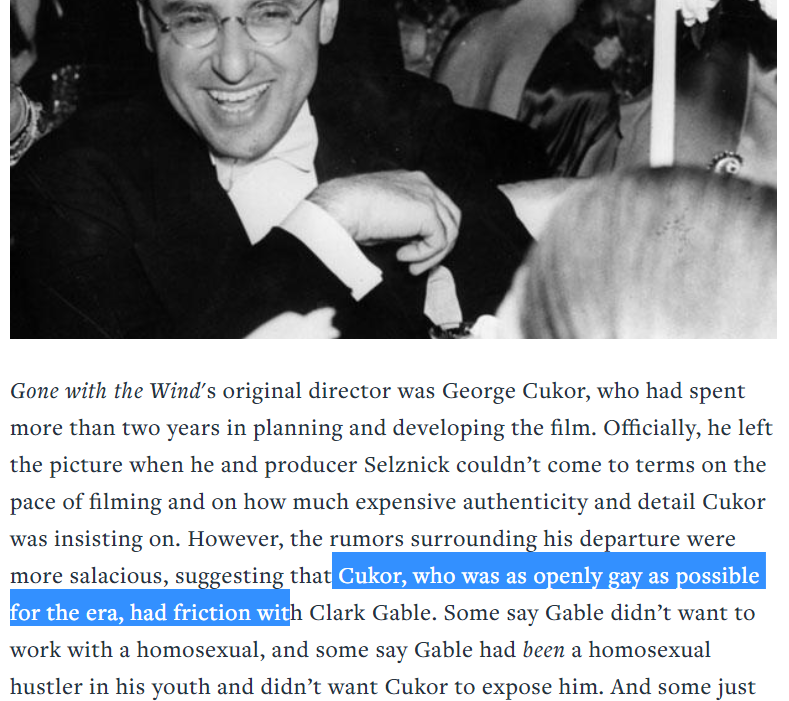 Gone with the Wind's original director was George Cukor, who had spent
more than two years in planning and developing the film. Officially, he left
the picture when he and producer Selznick couldn’t come to terms on the
pace of filming and on how much expensive authenticity and detail Cukor
was insisting on. However, the rumors surrounding his departure were
more salacious, suggesting that Cukor, who was as openly gay as possible
for the era, had friction with Clark Gable. Some say Gable didn’t want to
work with a homosexual, and some say Gable had been a homosexual
hustler in his youth and didn’t want Cukor to expose him. And some just